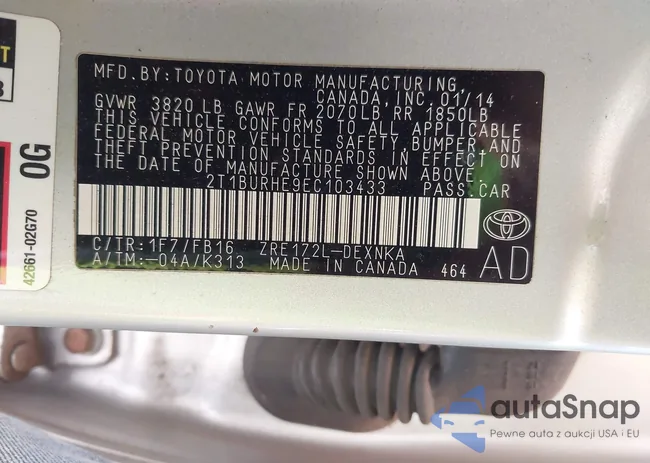 MFD.BY:TOYOTA MOTOR MANUFACTURING,
CANADA,INC.01/14
GVWR 3820LB GAWR FR 2070LB RR 1850LB
THIS VEHICLE CONFORMS TO ALL APPLICABLE
FEDERAL MOTOR VEHICLE SAFETY,BUMPER,AND
THEFT PREVENTION STANDARDS IN EFFECT ON
THE DATE OF MANUFACTURE SHOWN ABOVE.
2T1BURHE9EC103433 PASS.CAR
C/TR:1F7/FB16 ZRE172L-DEXNKA
A/TM:-04A/K313 MADE IN CANADA 464
AD
TOYOTA
0G
42661-02G70
autoSnap
Pewne auta z aukcji USA i EU